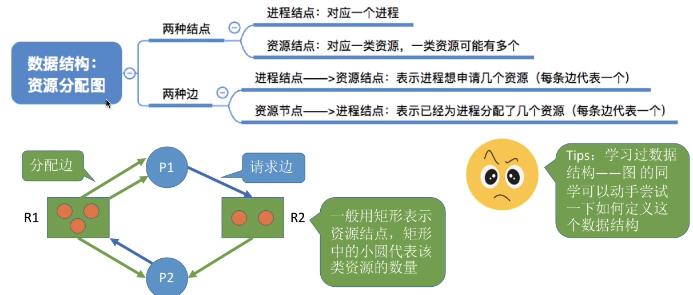 进程结点：对应一个进程
两种结点
资源结点：对应一类资源，一类资源可能有多个
数据结构：
资源分配图
进程结点——>资源结点：表示进程想申请几个资源（每条边代表一个）
两种边
资源节点——>进程结点：表示已经为进程分配了几个资源（每条边代表一个）
分配边
P1
请求边
R1
R2
P2
一般用矩形表示
资源结点，矩形
中的小圆代表该
类资源的数量
Tips：学习过数据
结构——图的同
学可以动手尝试
一下如何定义这
个数据结构